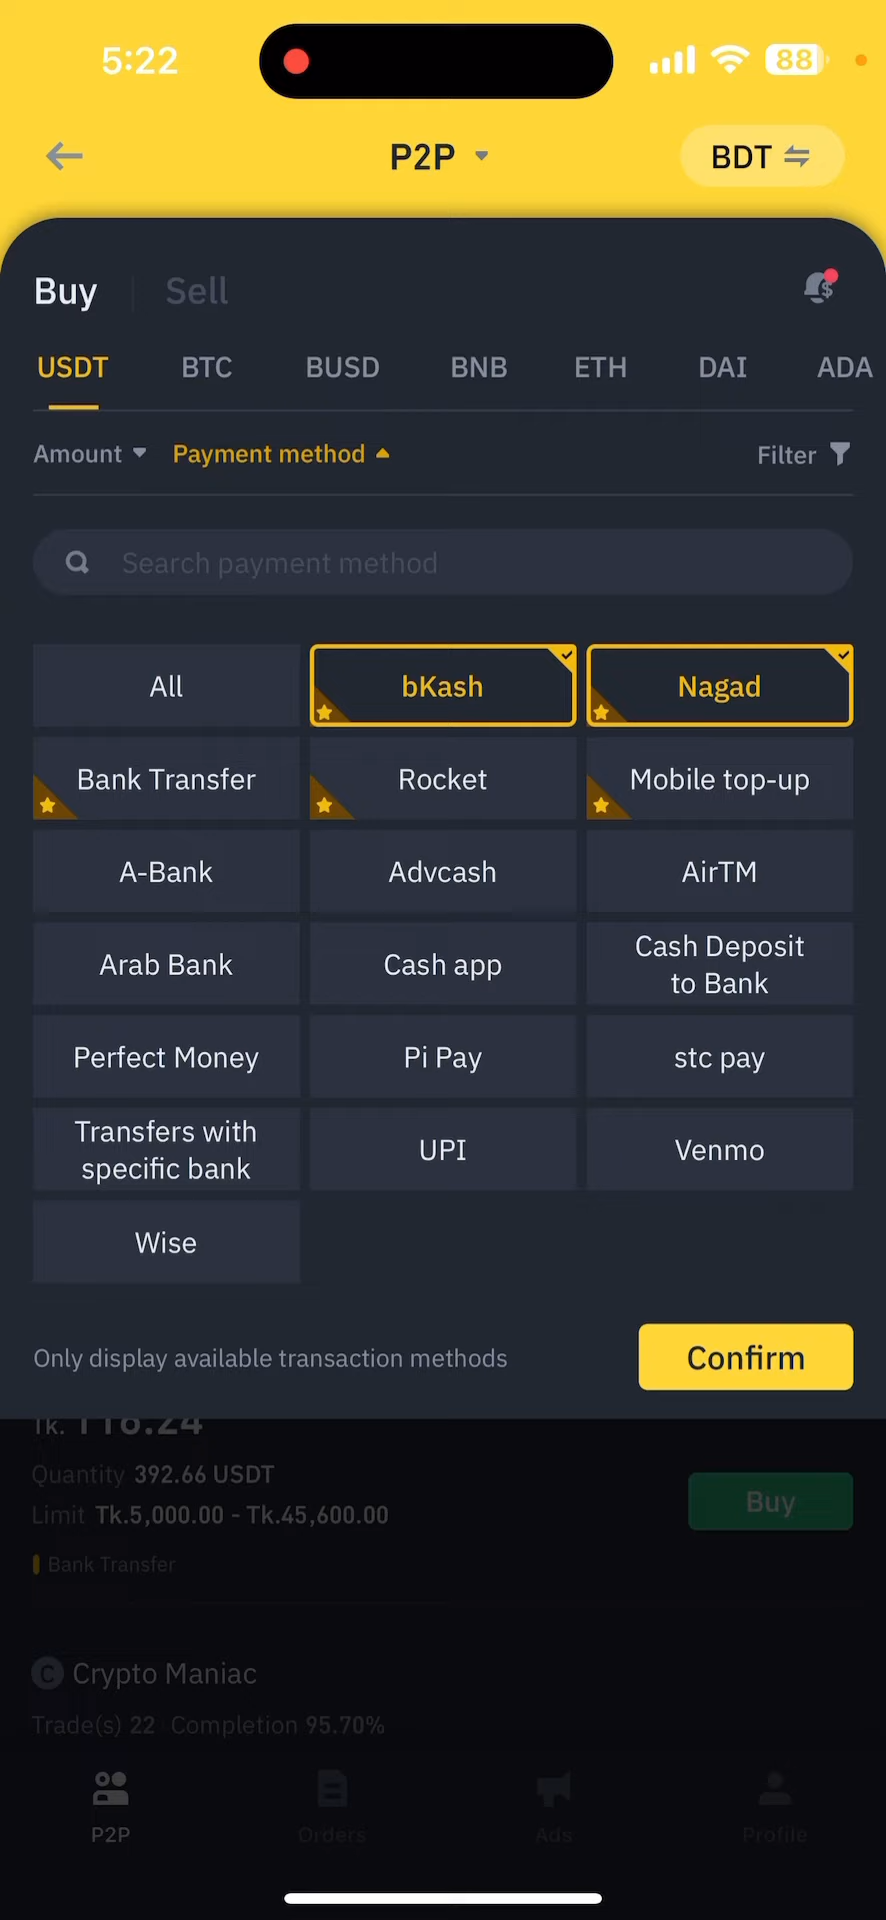 5:22
88
P2P
BDT
Buy
Sell
USDT BTC BUSD BNB ETH DAI ADA
Amount Payment method Filter
Search payment method
All bKash Nagad
Bank Transfer Rocket Mobile top-up
A-Bank Advcash AirTM
Arab Bank Cash app Cash Deposit
to Bank
Perfect Money Pi Pay stc pay
Transfers with
specific bank UPI Venmo
Wise
Only display available transaction methods Confirm
Tk. 116.24
Quantity 392.66 USDT
Limit Tk.5,000.00 - Tk.45,600.00
Buy
Bank Transfer
C Crypto Maniac
Trade(s) 22 Completion 95.70%
P2P Orders Ads Profile